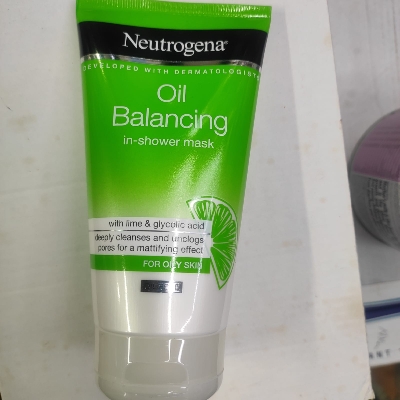 Neutrogena®
DEVELOPED WITH DERMATOLOGISTS
Oil
Balancing
in-shower mask
with lime & glycolic acid
deeply cleanses and unclogs
pores for a mattifying effect
FOR OILY SKIN